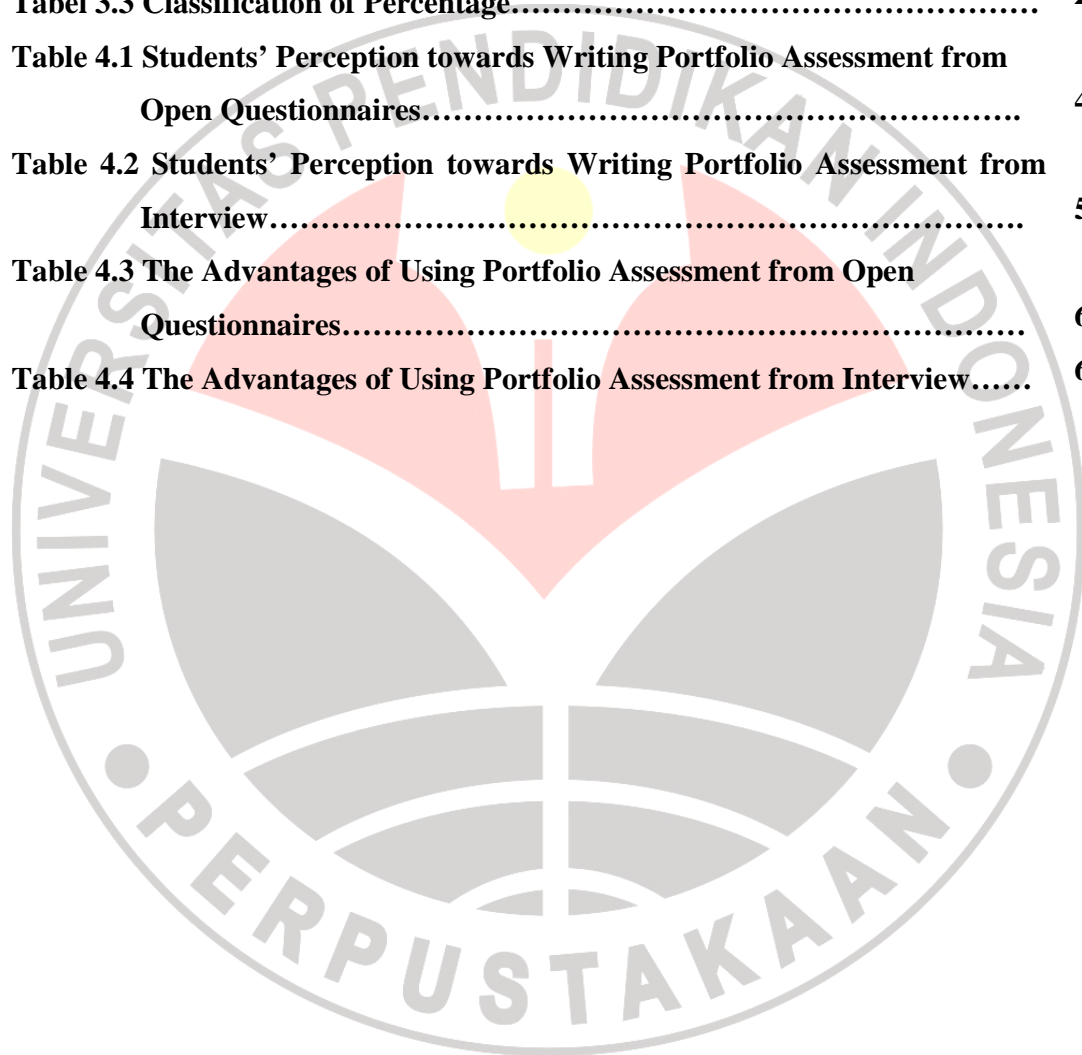 Tabel 3.3 Classification of Percentage……………………………………………
Table 4.1 Students’ Perception towards Writing Portfolio Assessment from
Open Questionnaires………………………………………………….
Table 4.2 Students’ Perception towards Writing Portfolio Assessment from
Interview……………………………………………………………….
Table 4.3 The Advantages of Using Portfolio Assessment from Open
Questionnaires…………………………………………………………
Table 4.4 The Advantages of Using Portfolio Assessment from Interview……
UNIVERSITAS PENDIDIKAN INDONESIA
PERPUSTAKAAN